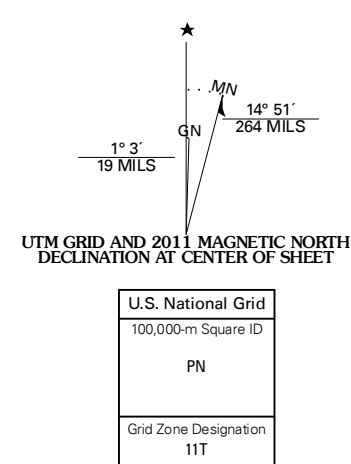 ★
MN
14° 51´
264 MILS
GN
1° 3´
19 MILS
UTM GRID AND 2011 MAGNETIC NORTH
DECLINATION AT CENTER OF SHEET
U.S. National Grid
100,000-m Square ID
PN
Grid Zone Designation
11T